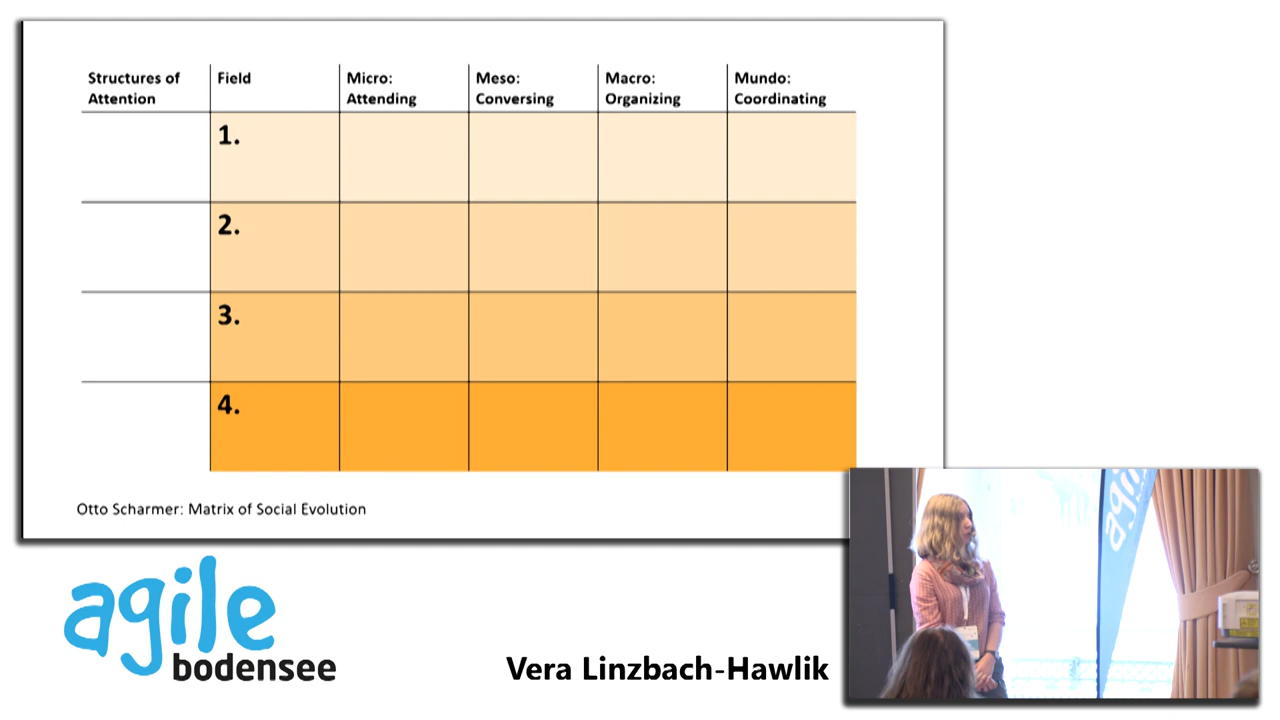 Structures of Attention
Field
Micro: Attending
Meso: Conversing
Macro: Organizing
Mundo: Coordinating
1.
2.
3.
4.
Otto Scharmer: Matrix of Social Evolution
agile
bodensee
Vera Linzbach-Hawlik
agil